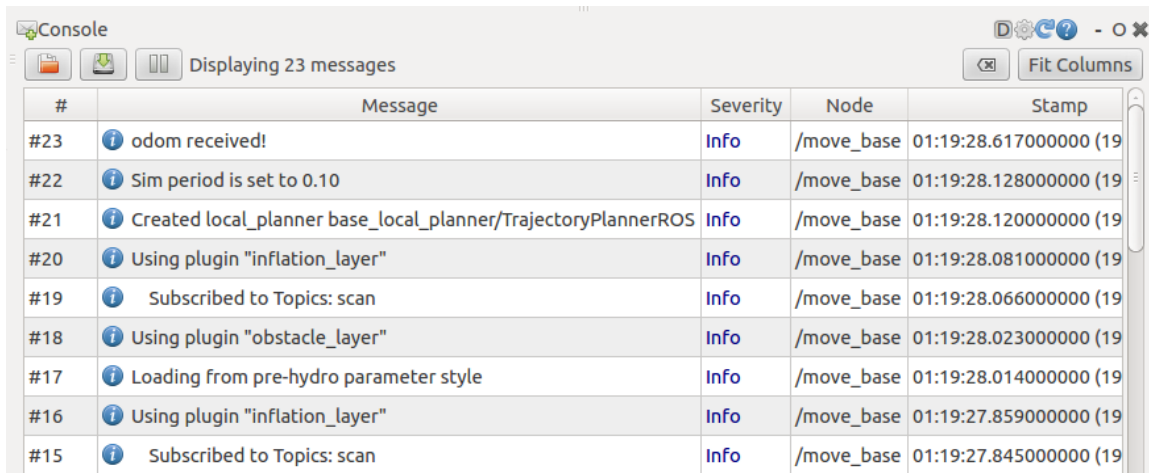 Console D - O
Displaying 23 messages Fit Columns
# Message Severity Node Stamp
#23 odom received! Info /move_base 01:19:28.617000000 (19
#22 Sim period is set to 0.10 Info /move_base 01:19:28.128000000 (19
#21 Created local_planner base_local_planner/TrajectoryPlannerROS Info /move_base 01:19:28.120000000 (19
#20 Using plugin "inflation_layer" Info /move_base 01:19:28.081000000 (19
#19 Subscribed to Topics: scan Info /move_base 01:19:28.066000000 (19
#18 Using plugin "obstacle_layer" Info /move_base 01:19:28.023000000 (19
#17 Loading from pre-hydro parameter style Info /move_base 01:19:28.014000000 (19
#16 Using plugin "inflation_layer" Info /move_base 01:19:27.859000000 (19
#15 Subscribed to Topics: scan Info /move_base 01:19:27.845000000 (19